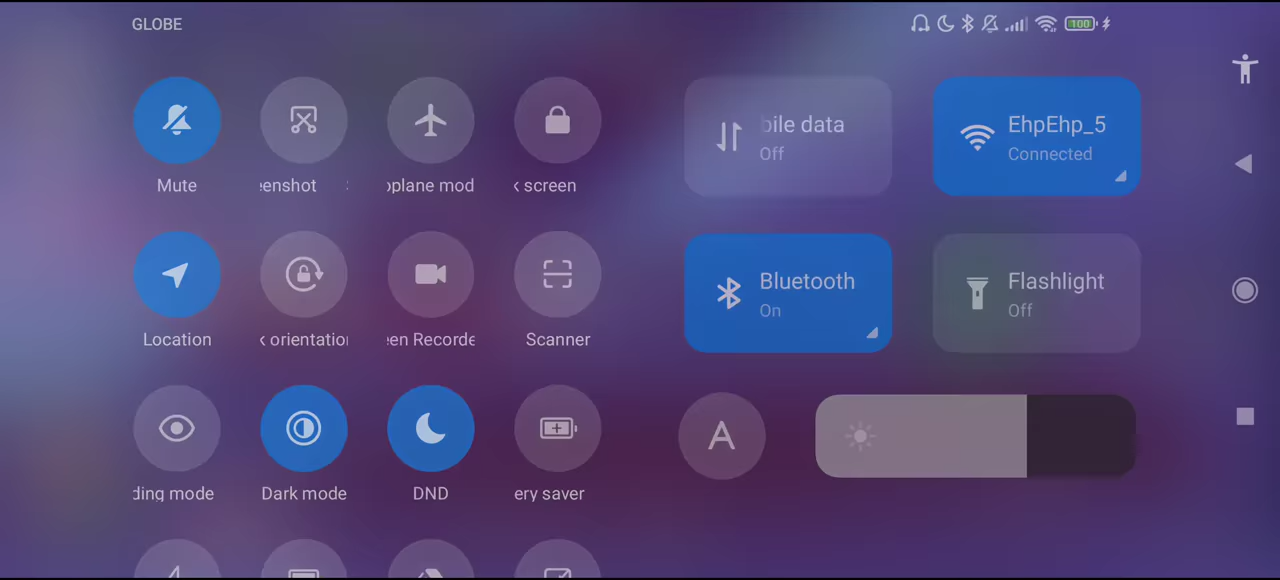 GLOBE
100
Mute
enshot
plane mod
k screen
bile data
Off
EhpEhp_5
Connected
Location
k orientatio
en Recorde
Scanner
Bluetooth
On
Flashlight
Off
A
ding mode
Dark mode
DND
ery saver